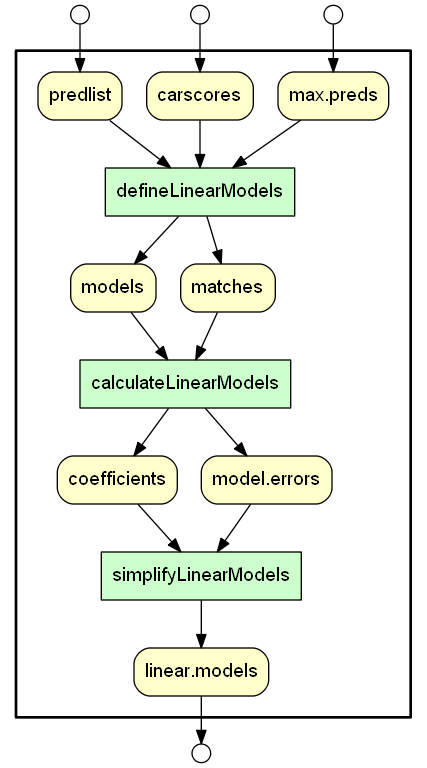 predlist
carscores
max.preds
defineLinearModels
models
matches
calculateLinearModels
coefficients
model.errors
simplifyLinearModels
linear.models